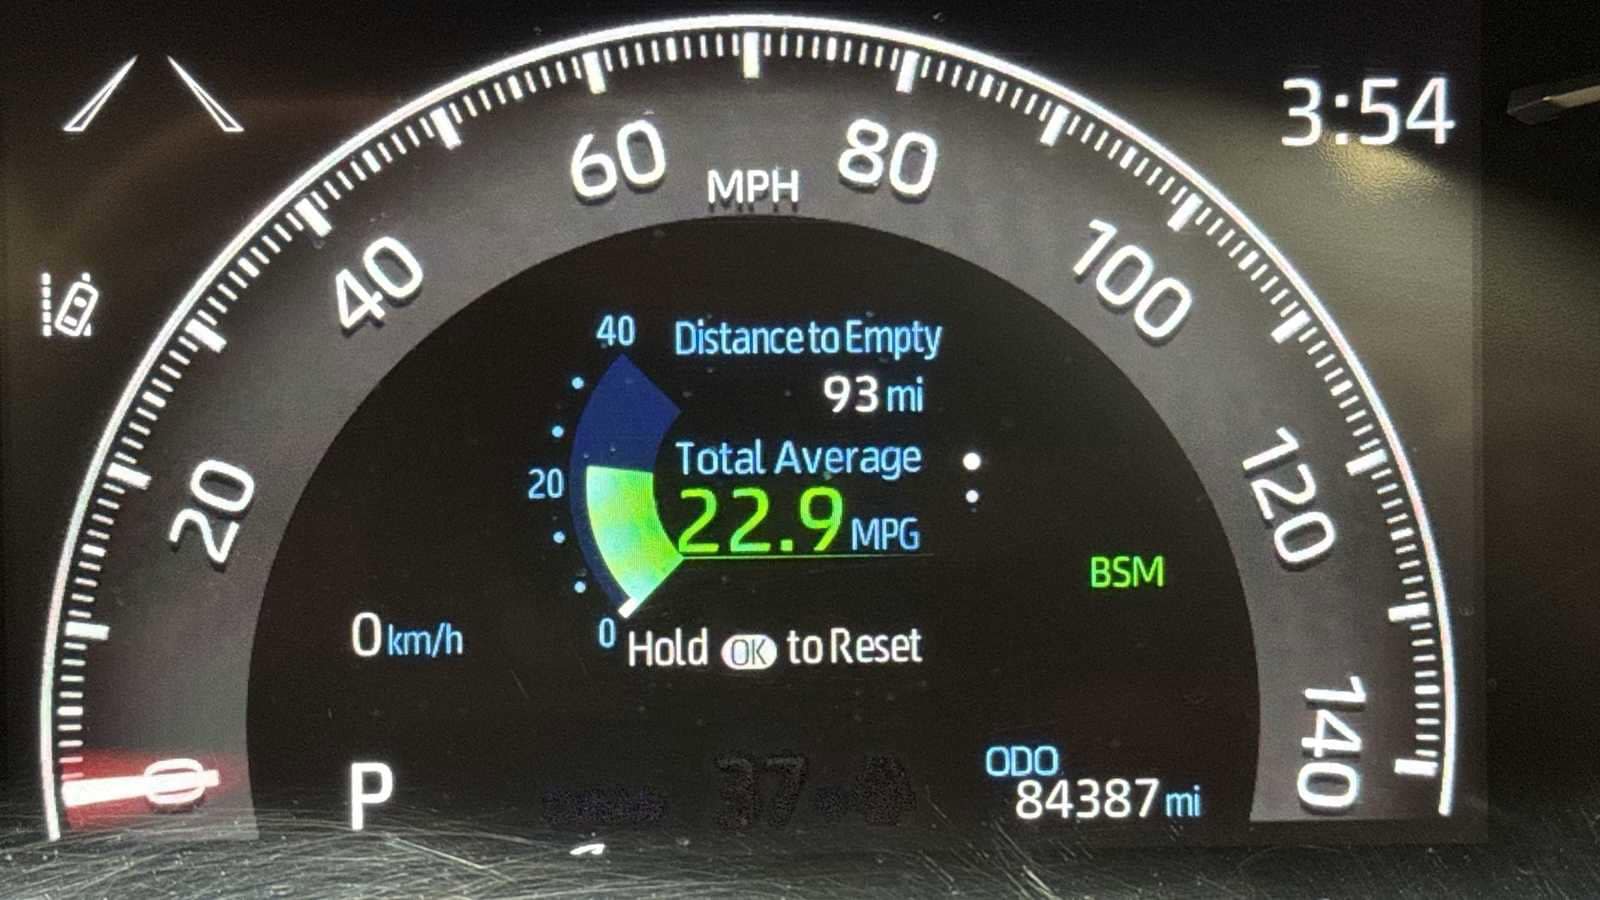 3:54
60
MPH
80
40
100
20
120
0
140
40
Distance to Empty
93 mi
Total Average
20
22.9 MPG
BSM
0 km/h
0
Hold OK to Reset
P
ODO
84387 mi